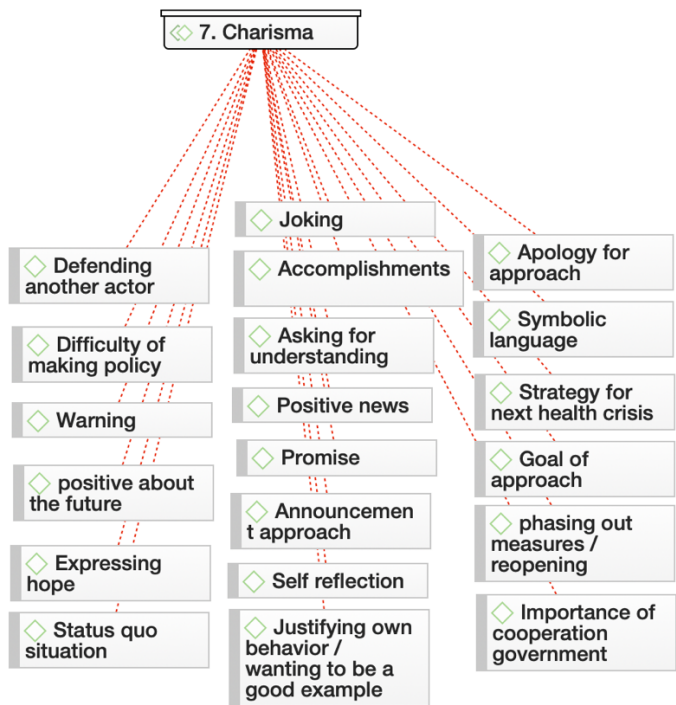 7. Charisma
Defending
another actor
Difficulty of
making policy
Warning
positive about
the future
Expressing
hope
Status quo
situation
Joking
Accomplishments
Asking for
understanding
Positive news
Promise
Announcemen
t approach
Self reflection
Justifying own
behavior /
wanting to be a
good example
Apology for
approach
Symbolic
language
Strategy for
next health crisis
Goal of
approach
phasing out
measures /
reopening
Importance of
cooperation
government